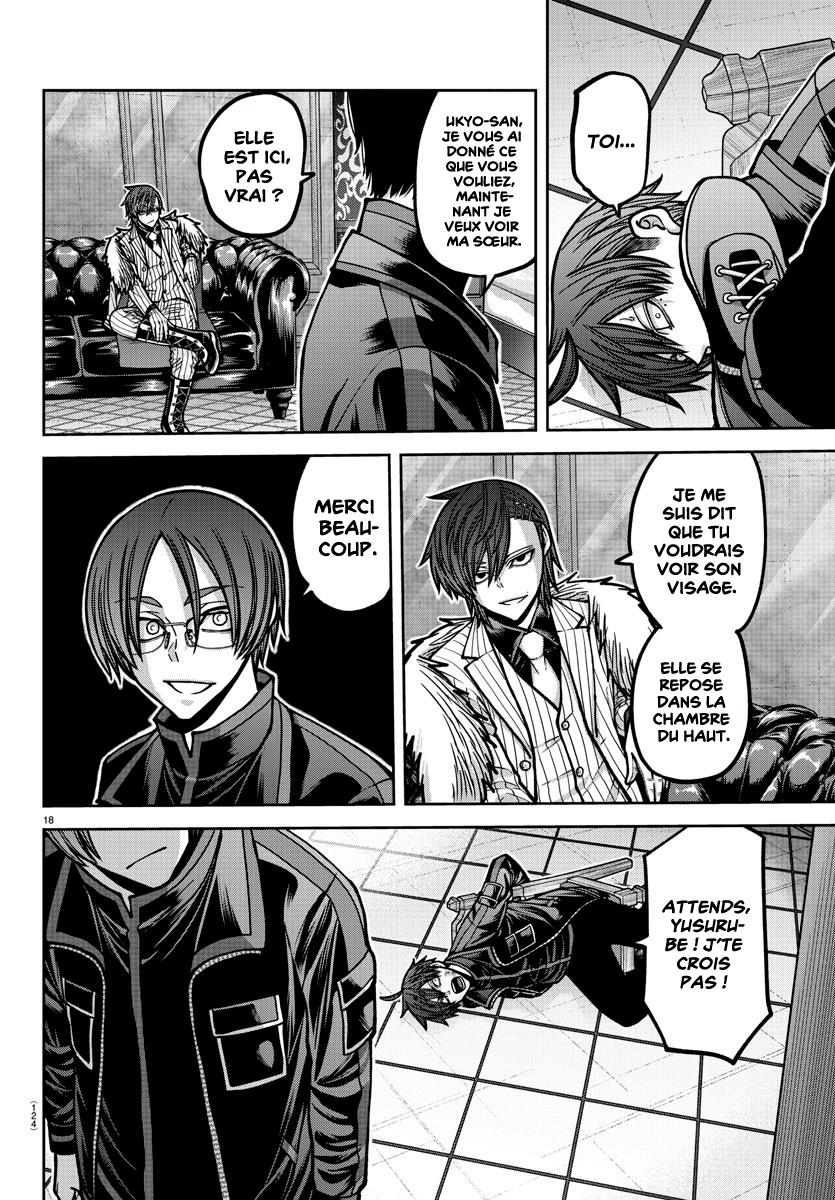 TOI...
UKYO-SAN,
JE VOUS AI
DONNÉ CE
QUE VOUS
VOULIEZ,
MAINTE-
NANT JE
VEUX VOIR
MA SŒUR.
ELLE
EST ICI,
PAS
VRAI ?
JE ME
SUIS DIT
QUE TU
VOUDRAIS
VOIR SON
VISAGE.
ELLE SE
REPOSE
DANS LA
CHAMBRE
DU HAUT.
MERCI
BEAU-
COUP.
18
ATTENDS,
YUSURU-
BE ! J'TE
CROIS
PAS !
(124)